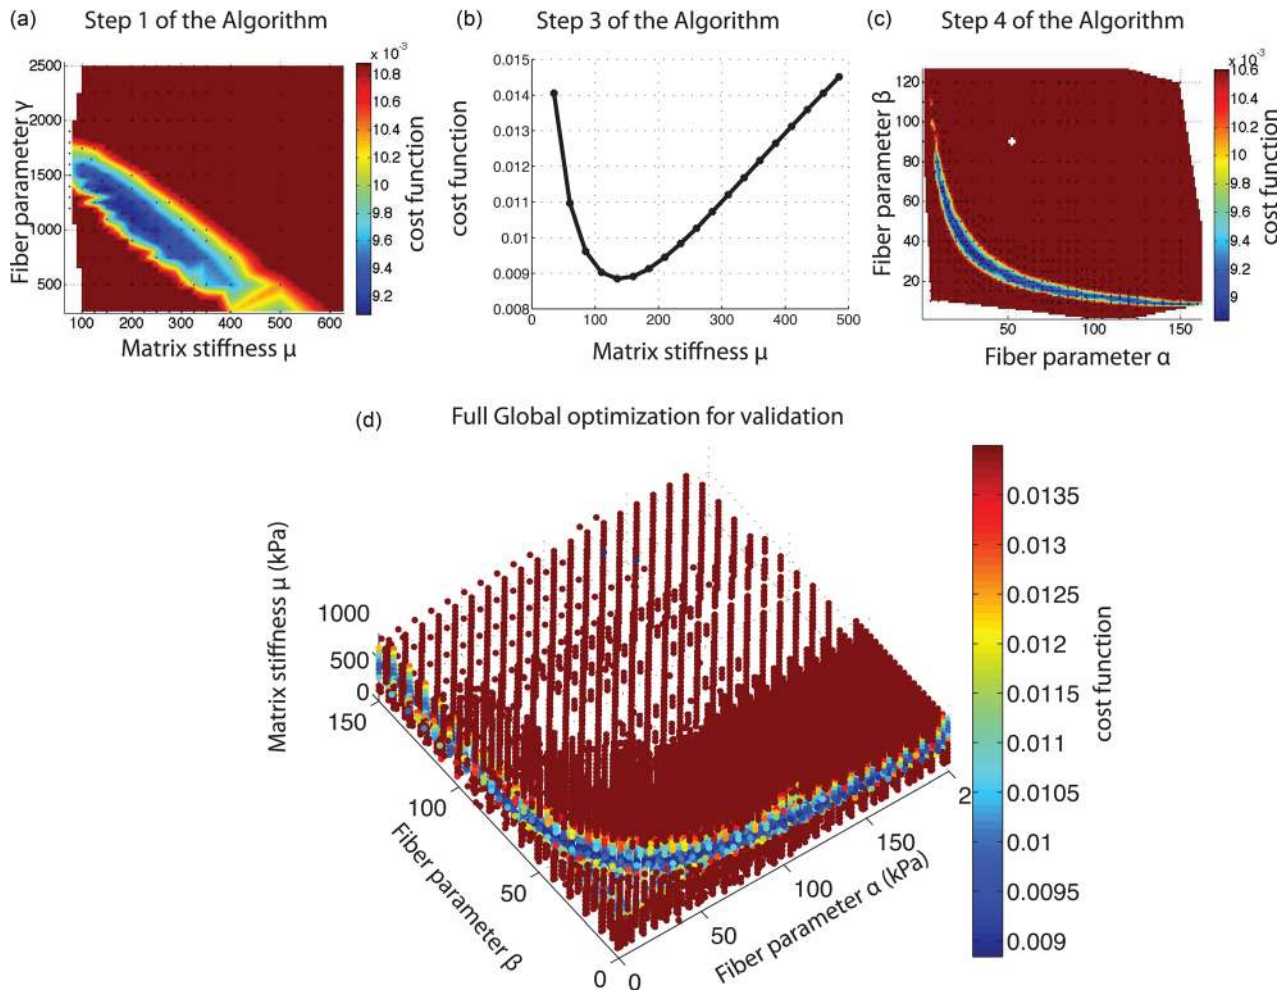 (a) Step 1 of the Algorithm
x 10⁻³
2500
2000
1500
1000
500
100 200 300 400 500 600
10.8
10.6
10.4
10.2
10
9.8
9.6
9.4
9.2
Fiber parameter γ
Matrix stiffness μ
cost function
(b) Step 3 of the Algorithm
0.015
0.014
0.013
0.012
0.011
0.01
0.009
0.008
0 100 200 300 400 500
cost function
Matrix stiffness μ
(c) Step 4 of the Algorithm
x 10⁻³
120
100
80
60
40
20
50 100 150
10.6
10.4
10.2
10
9.8
9.6
9.4
9.2
9
Fiber parameter β
Fiber parameter α
cost function
(d) Full Global optimization for validation
Matrix stiffness μ (kPa)
1000
500
0
150
100
50
0
Fiber parameter β
0
50
100
150
2
Fiber parameter α (kPa)
0.0135
0.013
0.0125
0.012
0.0115
0.011
0.0105
0.01
0.0095
0.009
cost function